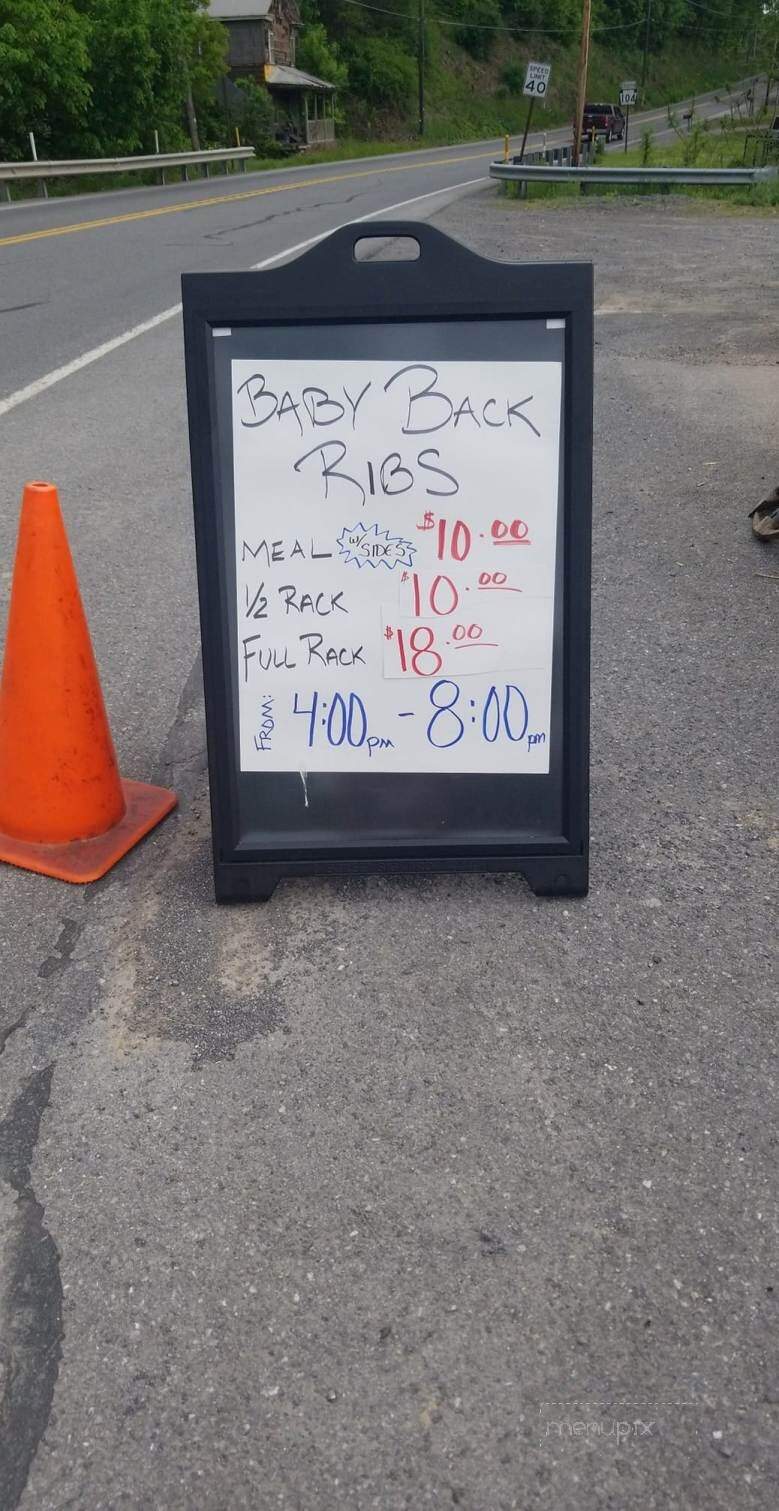 SPEED
LIMIT
40
104
BABY BACK
RIBS
MEAL w/ SIDES $10.00
1/2 RACK $10.00
FULL RACK $18.00
FROM: 4:00pm - 8:00pm
menupix